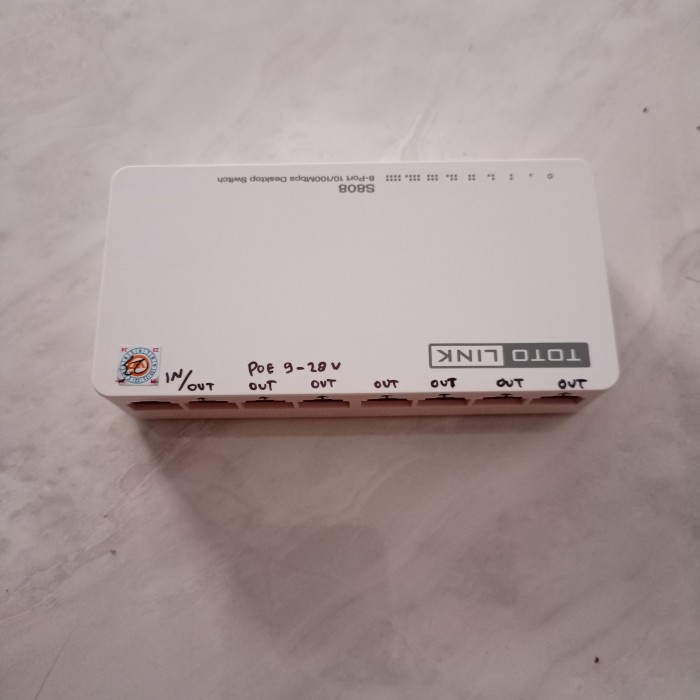 S808
8-Port 10/100Mbps Desktop Switch
TOTO LINK
POE 9-28V
IN/OUT OUT OUT OUT OUT OUT OUT